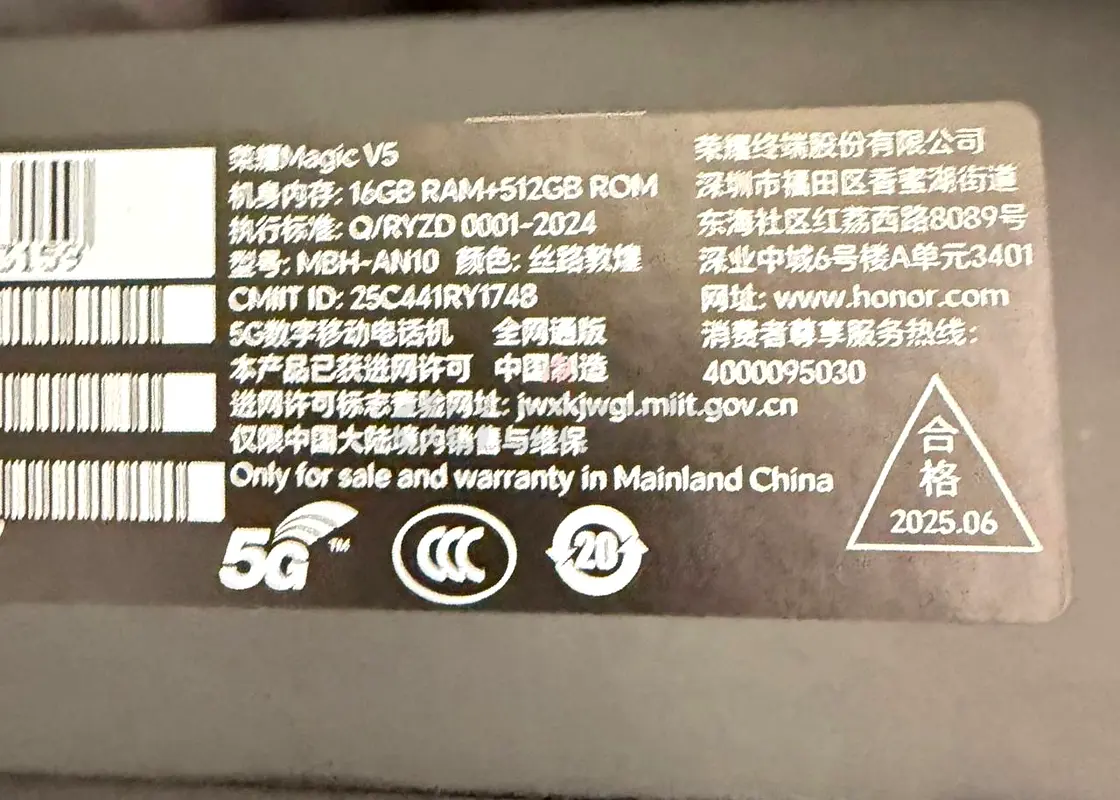 荣耀Magic V5
机身内存: 16GB RAM+512GB ROM
执行标准: Q/RYZD 0001-2024
型号: MBH-AN10 颜色: 丝路敦煌
CMIIT ID: 25C441RY1748
5G数字移动电话机 全网通版
本产品已获进网许可 中国制造
进网许可标志查验网址: jwxkjwgl.miit.gov.cn
仅限中国大陆境内销售与维保
Only for sale and warranty in Mainland China
5G TM
CCC
20
荣耀终端股份有限公司
深圳市福田区香蜜湖街道
东海社区红荔西路8089号
深业中城6号楼A单元3401
网址: www.honor.com
消费者尊享服务热线:
4000095030
合
格
2025.06